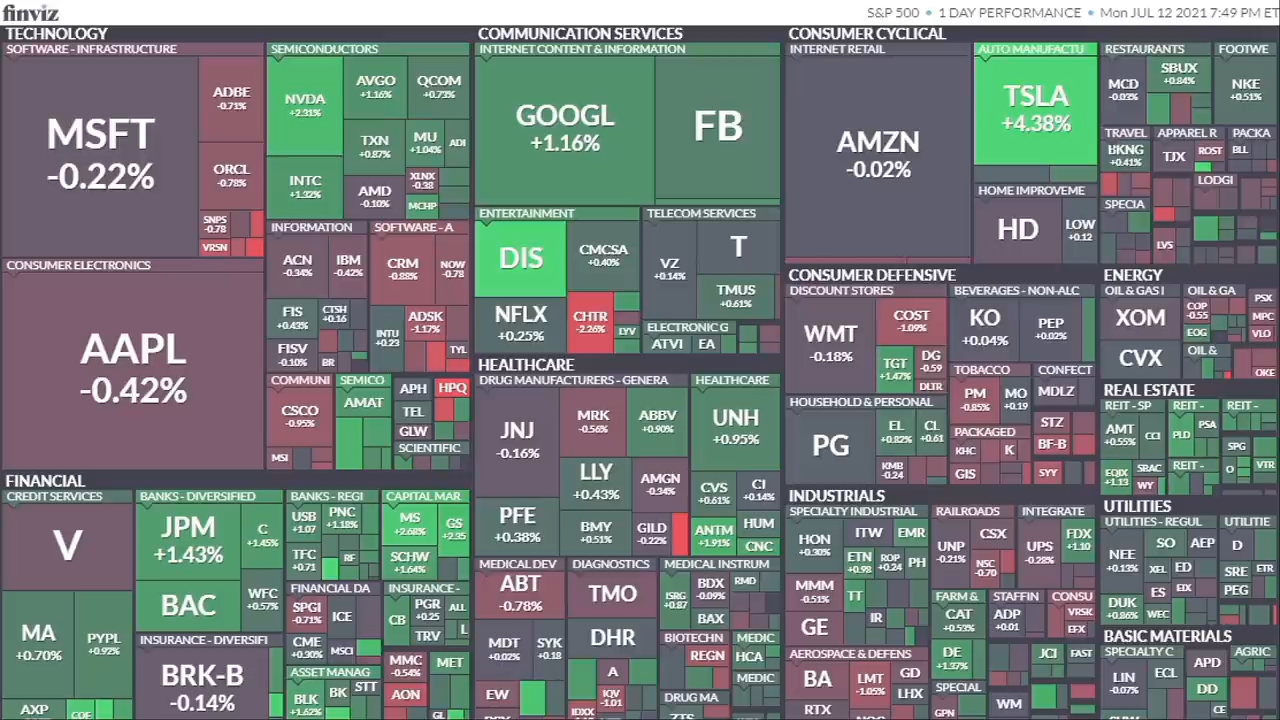 finviz
S&P 500 • 1 DAY PERFORMANCE • Mon JUL 12 2021 7:49 PM ET
TECHNOLOGY
SOFTWARE - INFRASTRUCTURE
MSFT
-0.22%
ADBE
-0.71%
ORCL
-0.78%
SNPS
-0.78
VRSN
CONSUMER ELECTRONICS
AAPL
-0.42%
SEMICONDUCTORS
NVDA
+2.31%
AVGO
+1.16%
QCOM
+0.73%
TXN
+0.87%
MU
+1.04%
ADI
INTC
+1.32%
AMD
-0.10%
XLNX
-0.38
MCHP
INFORMATION
ACN
-0.34%
IBM
-0.42%
FIS
+0.43%
CTSH
+0.16
FISV
-0.10%
BR
SOFTWARE - A
CRM
-0.88%
NOW
-0.78
INTU
+0.23
ADSK
-1.17%
TYL
COMMUNI
CSCO
-0.95%
MSI
SEMICO
AMAT
APH
HPQ
TEL
GLW
SCIENTIFIC
COMMUNICATION SERVICES
INTERNET CONTENT & INFORMATION
GOOGL
+1.16%
FB
ENTERTAINMENT
DIS
CMCSA
+0.40%
NFLX
+0.25%
CHTR
-2.26%
LYV
TELECOM SERVICES
VZ
+0.14%
T
TMUS
+0.61%
ELECTRONIC G
ATVI
EA
CONSUMER CYCLICAL
INTERNET RETAIL
AMZN
-0.02%
AUTO MANUFACTU
TSLA
+4.38%
HOME IMPROVEME
HD
LOW
+0.12
RESTAURANTS
MCD
-0.03%
SBUX
+0.84%
FOOTWE
NKE
+0.51%
TRAVEL
BKNG
+0.41%
APPAREL R
TJX
ROST
PACKA
BLL
LODGI
SPECIA
LVS
CONSUMER DEFENSIVE
DISCOUNT STORES
WMT
-0.18%
COST
-1.09%
TGT
+1.47%
DG
-0.59
DLTR
BEVERAGES - NON-ALC
KO
+0.04%
PEP
+0.02%
HOUSEHOLD & PERSONAL
PG
EL
+0.82%
CL
+0.61
KMB
-0.24
TOBACCO
PM
-0.85%
MO
+0.19
CONFECT
MDLZ
PACKAGED
KHC
K
GIS
STZ
BF-B
SYY
ENERGY
OIL & GAS I
XOM
CVX
OIL & GA
COP
-0.55
EOG
OIL &
PSX
MPC
VLO
OKE
REAL ESTATE
REIT - SP
AMT
+0.55%
CCI
EQIX
+1.13
SBAC
WY
REIT -
PLD
PSA
REIT -
REIT -
SPG
O
VTR
HEALTHCARE
DRUG MANUFACTURERS - GENERA
JNJ
-0.16%
MRK
-0.56%
ABBV
+0.90%
LLY
+0.43%
AMGN
-0.34%
PFE
+0.38%
BMY
+0.51%
GILD
-0.22%
HEALTHCARE
UNH
+0.95%
CVS
+0.61%
CI
+0.14%
ANTM
+1.91%
HUM
CNC
MEDICAL DEV
ABT
-0.78%
MDT
+0.02%
SYK
+0.18
EW
DIAGNOSTICS
TMO
DHR
A
IDXX
-1.01
MEDICAL INSTRUM
ISRG
+0.87
BDX
-0.09%
RMD
BAX
BIOTECHN
REGN
MEDIC
HCA
MEDIC
DRUG MA
ZTS
FINANCIAL
CREDIT SERVICES
V
MA
+0.70%
PYPL
+0.92%
AXP
COF
BANKS - DIVERSIFIED
JPM
+1.43%
C
+1.45%
BAC
WFC
+0.57%
INSURANCE - DIVERSIFI
BRK-B
-0.14%
BANKS - REGI
USB
+1.07
PNC
+1.18%
TFC
+0.71
RF
CAPITAL MAR
MS
+2.68%
GS
+2.35
SCHW
+1.64%
FINANCIAL DA
SPGI
-0.71%
ICE
CME
+0.30%
MSCI
INSURANCE -
CB
PGR
+0.25
ALL
TRV
L
ASSET MANAG
BLK
+1.62%
BK
STT
MMC
-0.54%
MET
AON
GL
INDUSTRIALS
SPECIALTY INDUSTRIAL
HON
+0.30%
ITW
EMR
ETN
+0.98
ROP
+0.24
PH
MMM
-0.51%
TT
GE
IR
RAILROADS
UNP
-0.21%
CSX
NSC
-0.70
INTEGRATE
UPS
-0.28%
FDX
+1.10
FARM &
CAT
+0.53%
DE
+1.37%
STAFFIN
ADP
+0.01
CONSU
VRSK
EFX
AEROSPACE & DEFENS
BA
LMT
-1.05%
GD
LHX
RTX
SPECIAL
GPN
JCI
FAST
WM
UTILITIES
UTILITIES - REGUL
NEE
+0.13%
SO
AEP
XEL
ED
DUK
+0.86%
ES
EIX
WEC
UTILITIE
D
SRE
ETR
PEG
BASIC MATERIALS
SPECIALTY C
LIN
-0.07%
ECL
APD
DD
CE
AGRIC